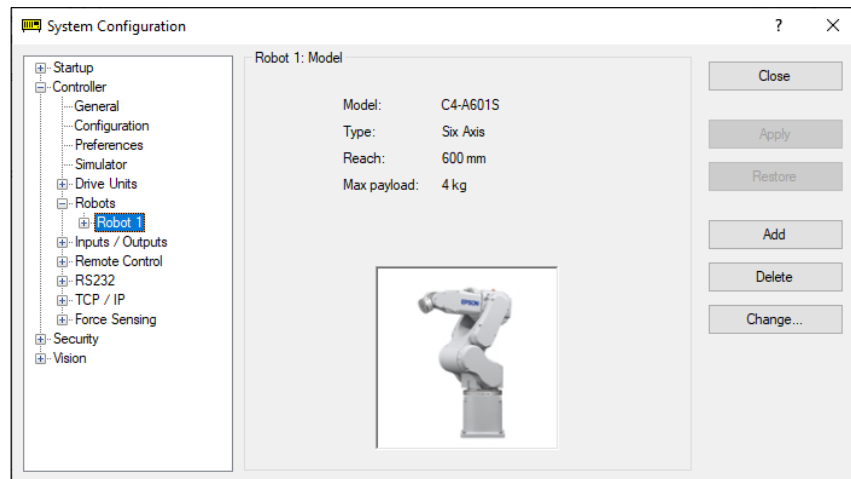 System Configuration
?
Startup
Controller
General
Configuration
Preferences
Simulator
Drive Units
Robots
Robot 1
Inputs / Outputs
Remote Control
RS232
TCP / IP
Force Sensing
Security
Vision
Robot 1: Model
Model: C4-A601S
Type: Six Axis
Reach: 600 mm
Max payload: 4 kg
EPSON
Close
Apply
Restore
Add
Delete
Change...